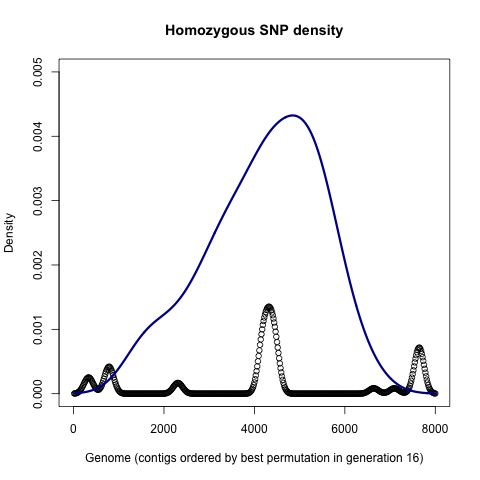 Homozygous SNP density
Density
0.005
0.004
0.003
0.002
0.001
0.000
0 2000 4000 6000 8000
Genome (contigs ordered by best permutation in generation 16)